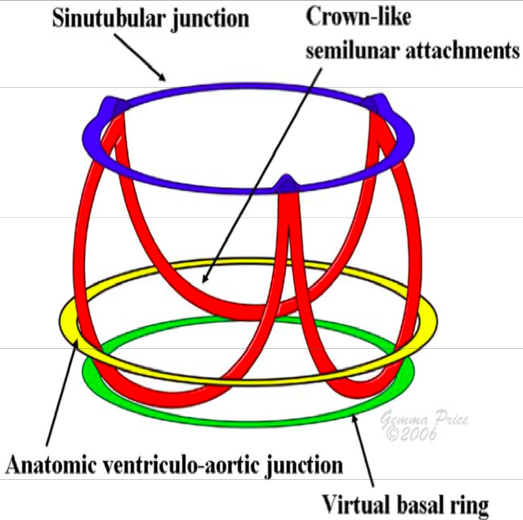 Sinutubular junction
Crown-like
semilunar attachments
Gemma Price
©2006
Anatomic ventriculo-aortic junction
Virtual basal ring